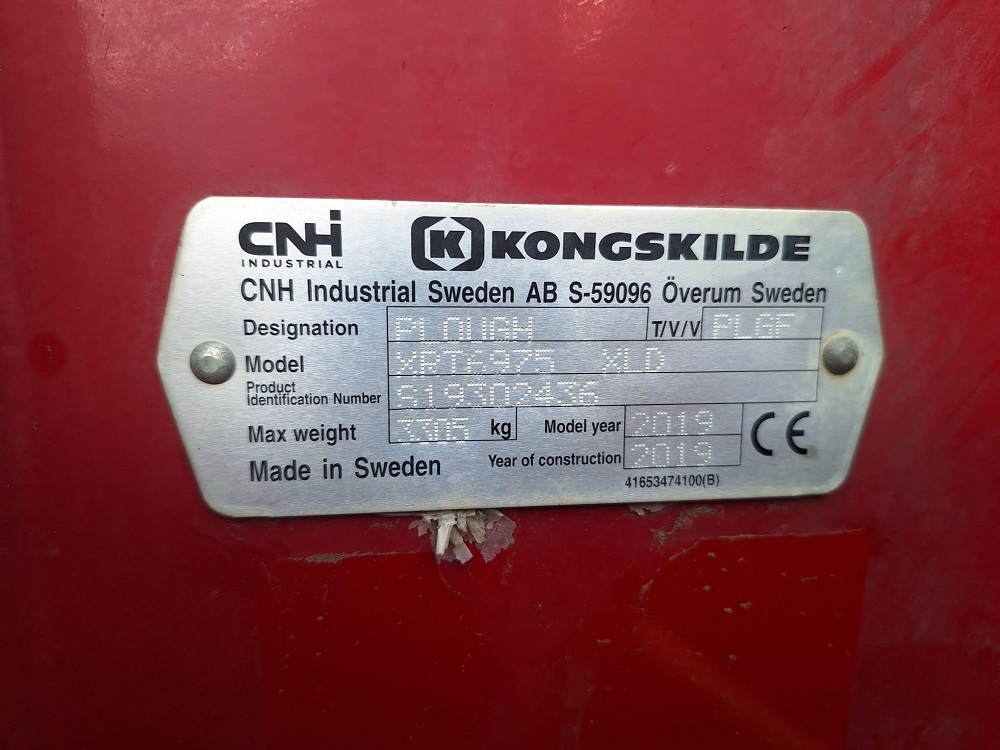 CNH INDUSTRIAL K KONGSKILDE
CNH Industrial Sweden AB S-59096 Överum Sweden
Designation PLOUGH T/V/V PLGF
Model XRT6975 XLD
Product Identification Number S19302436
Max weight 3305 kg Model year 2019 CE
Made in Sweden Year of construction 2019
41653474100(B)